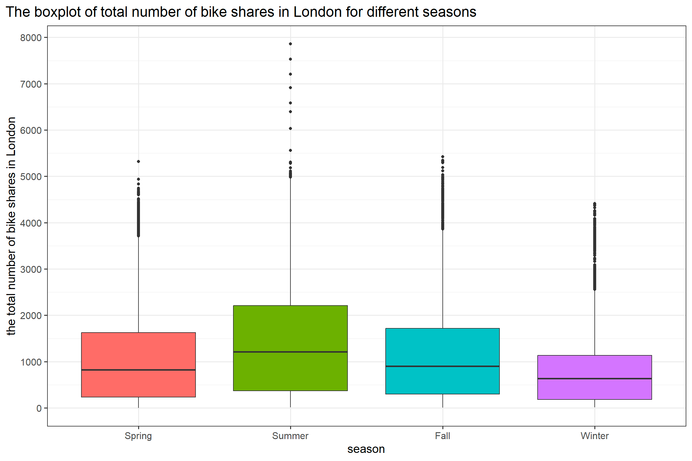 The boxplot of total number of bike shares in London for different seasons
the total number of bike shares in London
8000
7000
6000
5000
4000
3000
2000
1000
0
Spring Summer Fall Winter
season